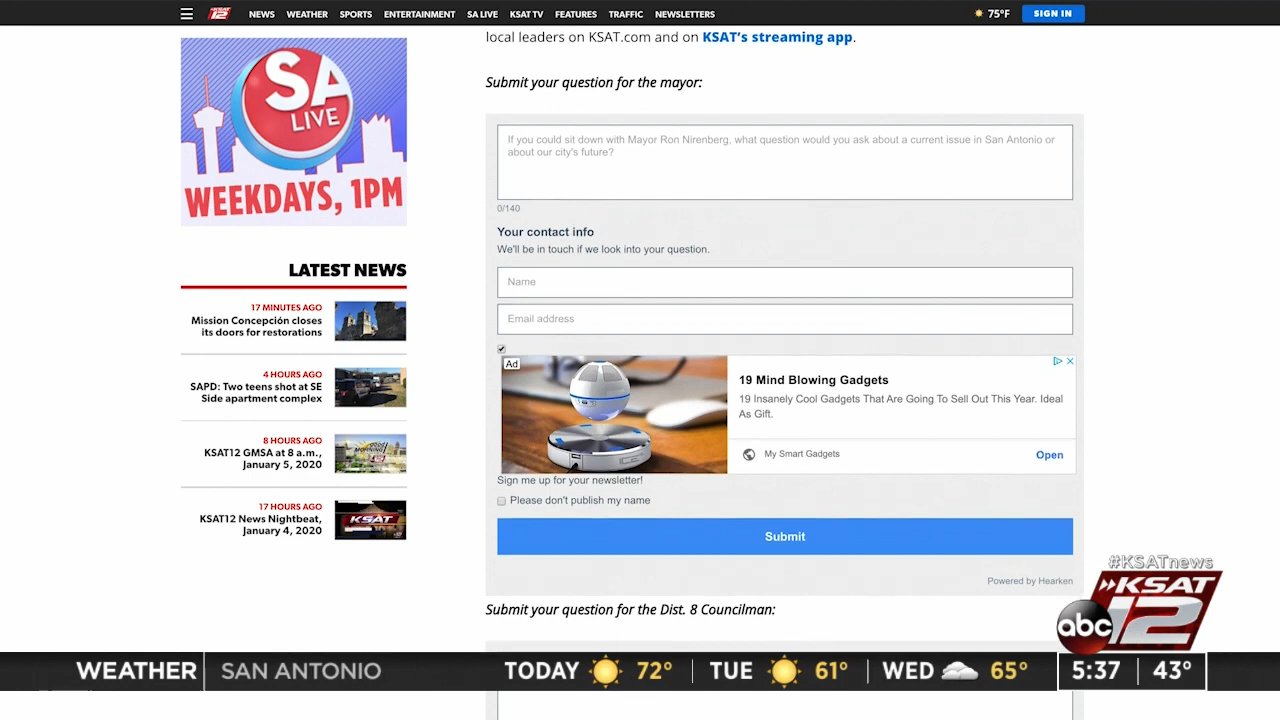 KSAT 12
NEWS WEATHER SPORTS ENTERTAINMENT SA LIVE KSAT TV FEATURES TRAFFIC NEWSLETTERS
75°F
SIGN IN
SA
LIVE
WEEKDAYS, 1PM
LATEST NEWS
17 MINUTES AGO
Mission Concepción closes
its doors for restorations
4 HOURS AGO
SAPD: Two teens shot at SE
Side apartment complex
8 HOURS AGO
KSAT12 GMSA at 8 a.m.,
January 5, 2020
17 HOURS AGO
KSAT12 News Nightbeat,
January 4, 2020
KSAT
local leaders on KSAT.com and on KSAT's streaming app.
Submit your question for the mayor:
If you could sit down with Mayor Ron Nirenberg, what question would you ask about a current issue in San Antonio or
about our city's future?
0/140
Your contact info
We'll be in touch if we look into your question.
Name
Email address
Ad
19 Mind Blowing Gadgets
19 Insanely Cool Gadgets That Are Going To Sell Out This Year. Ideal
As Gift.
My Smart Gadgets
Open
Sign me up for your newsletter!
Please don't publish my name
Submit
Powered by Hearken
Submit your question for the Dist. 8 Councilman:
#KSATnews
KSAT
abc 12
WEATHER SAN ANTONIO TODAY 72° TUE 61° WED 65° 5:37 43°